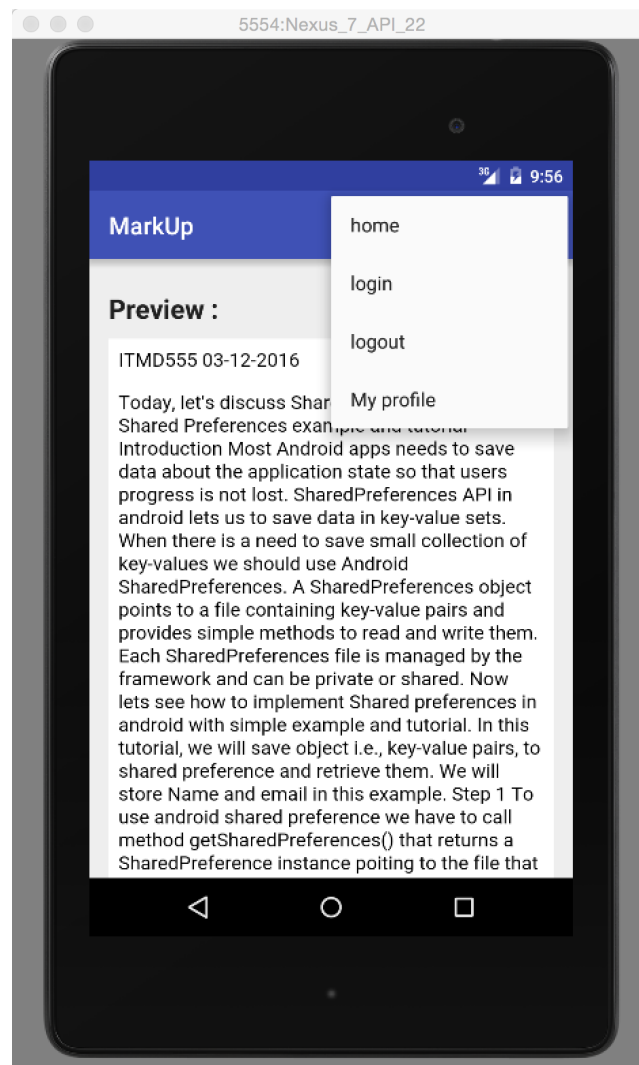 5554:Nexus_7_API_22
3G 9:56
MarkUp
home
login
logout
My profile
Preview :
ITMD555 03-12-2016
Today, let's discuss Shar
Shared Preferences example and tutorial
Introduction Most Android apps needs to save
data about the application state so that users
progress is not lost. SharedPreferences API in
android lets us to save data in key-value sets.
When there is a need to save small collection of
key-values we should use Android
SharedPreferences. A SharedPreferences object
points to a file containing key-value pairs and
provides simple methods to read and write them.
Each SharedPreferences file is managed by the
framework and can be private or shared. Now
lets see how to implement Shared preferences in
android with simple example and tutorial. In this
tutorial, we will save object i.e., key-value pairs, to
shared preference and retrieve them. We will
store Name and email in this example. Step 1 To
use android shared preference we have to call
method getSharedPreferences() that returns a
SharedPreference instance poiting to the file that